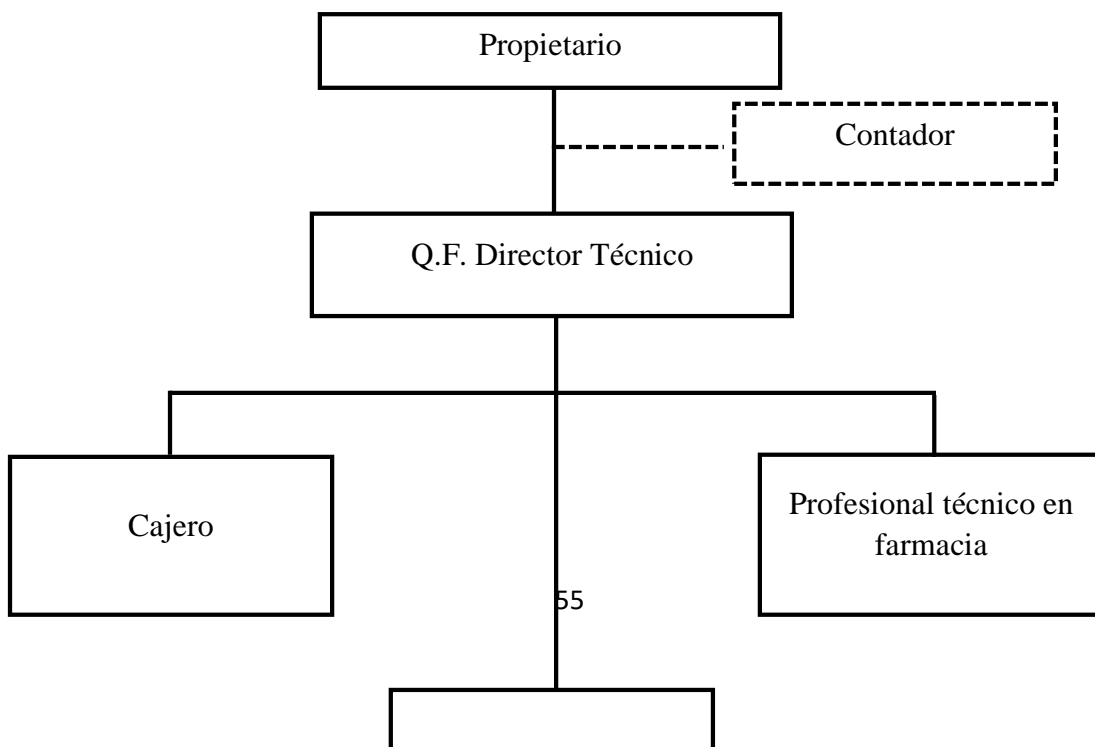 Propietario
Contador
Q.F. Director Técnico
Cajero
Profesional técnico en
farmacia
55